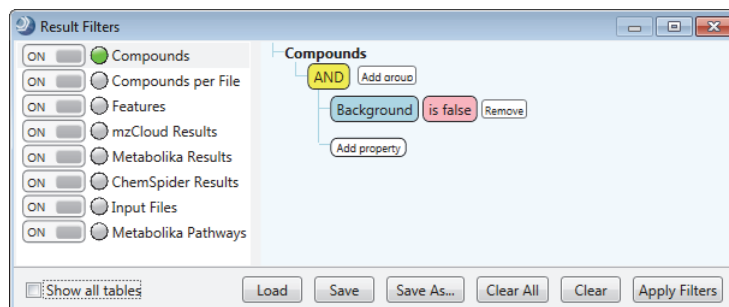 Result Filters
ON Compounds
ON Compounds per File
ON Features
ON mzCloud Results
ON Metabolika Results
ON ChemSpider Results
ON Input Files
ON Metabolika Pathways
Compounds
AND Add group
Background is false Remove
Add property
Show all tables Load Save Save As... Clear All Clear Apply Filters